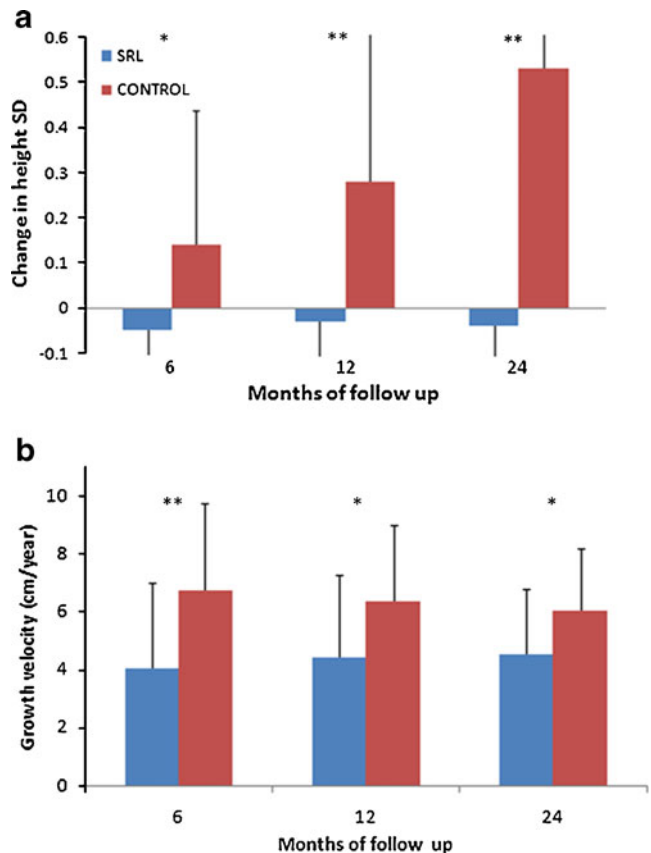 a
* ** **
0.6
0.5
0.4
0.3
0.2
0.1
0
-0.1
Change in height SD
SRL
CONTROL
6 12 24
Months of follow up
b
** * *
10
8
6
4
2
0
Growth velocity (cm/year)
6 12 24
Months of follow up